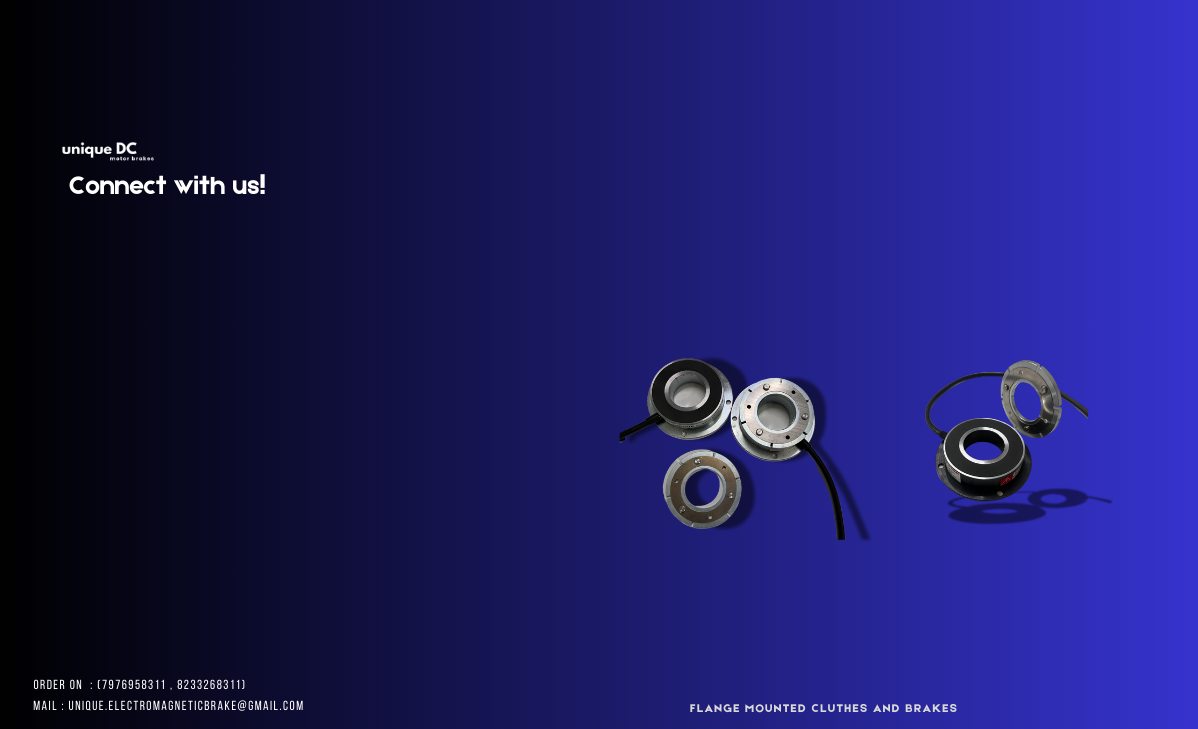 unique DC
motor brakes
Connect with us!
ORDER ON : (7976958311 , 8233268311)
MAIL : UNIQUE.ELECTROMAGNETICBRAKE@GMAIL.COM
FLANGE MOUNTED CLUTHES AND BRAKES